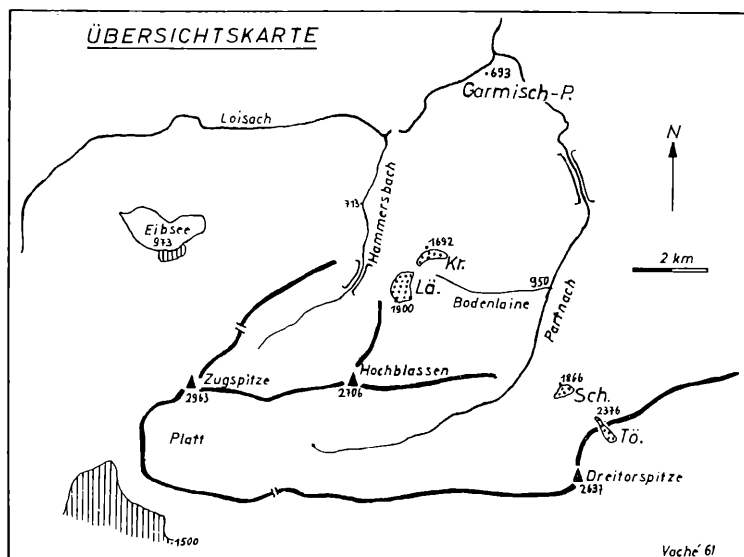 ÜBERSICHTSKARTE
693
Garmisch-P.
Loisach
N
713
Hammersbach
Eibsee
973
1692
Kr.
2 km
Lä.
1900
950
Bodenlaine
Partnach
Zugspitze
2963
Hochblassen
2706
1866
Sch.
2376
Tö.
Platt
Dreitorspitze
2637
1500
Vaché 61